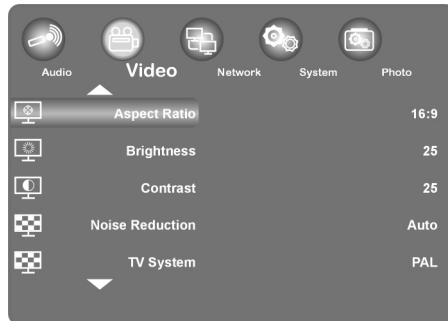 Audio Video Network System Photo
Aspect Ratio 16:9
Brightness 25
Contrast 25
Noise Reduction Auto
TV System PAL